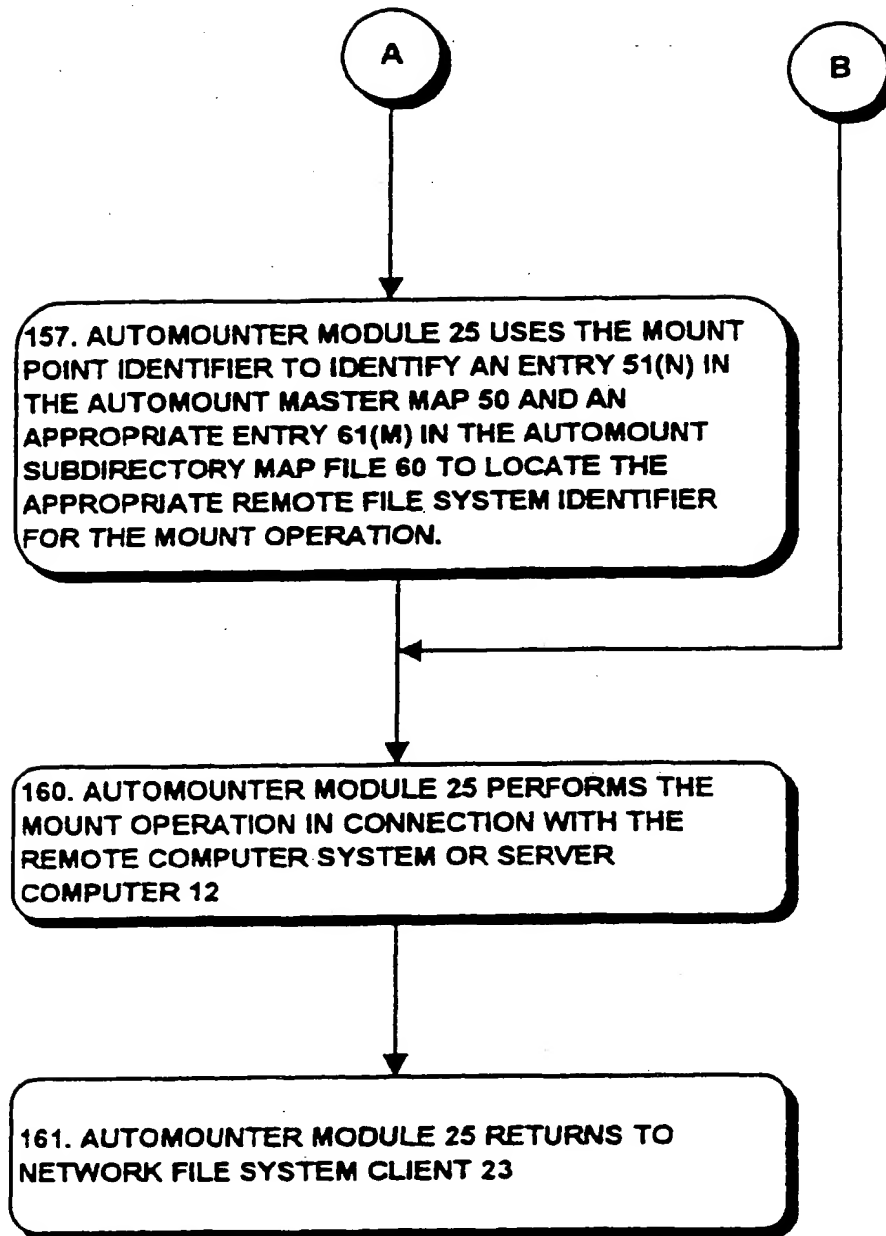 A
B
157. AUTOMOUNTER MODULE 25 USES THE MOUNT
POINT IDENTIFIER TO IDENTIFY AN ENTRY 51(N) IN
THE AUTOMOUNT MASTER MAP 50 AND AN
APPROPRIATE ENTRY 61(M) IN THE AUTOMOUNT
SUBDIRECTORY MAP FILE 60 TO LOCATE THE
APPROPRIATE REMOTE FILE SYSTEM IDENTIFIER
FOR THE MOUNT OPERATION.
160. AUTOMOUNTER MODULE 25 PERFORMS THE
MOUNT OPERATION IN CONNECTION WITH THE
REMOTE COMPUTER SYSTEM OR SERVER
COMPUTER 12
161. AUTOMOUNTER MODULE 25 RETURNS TO
NETWORK FILE SYSTEM CLIENT 23